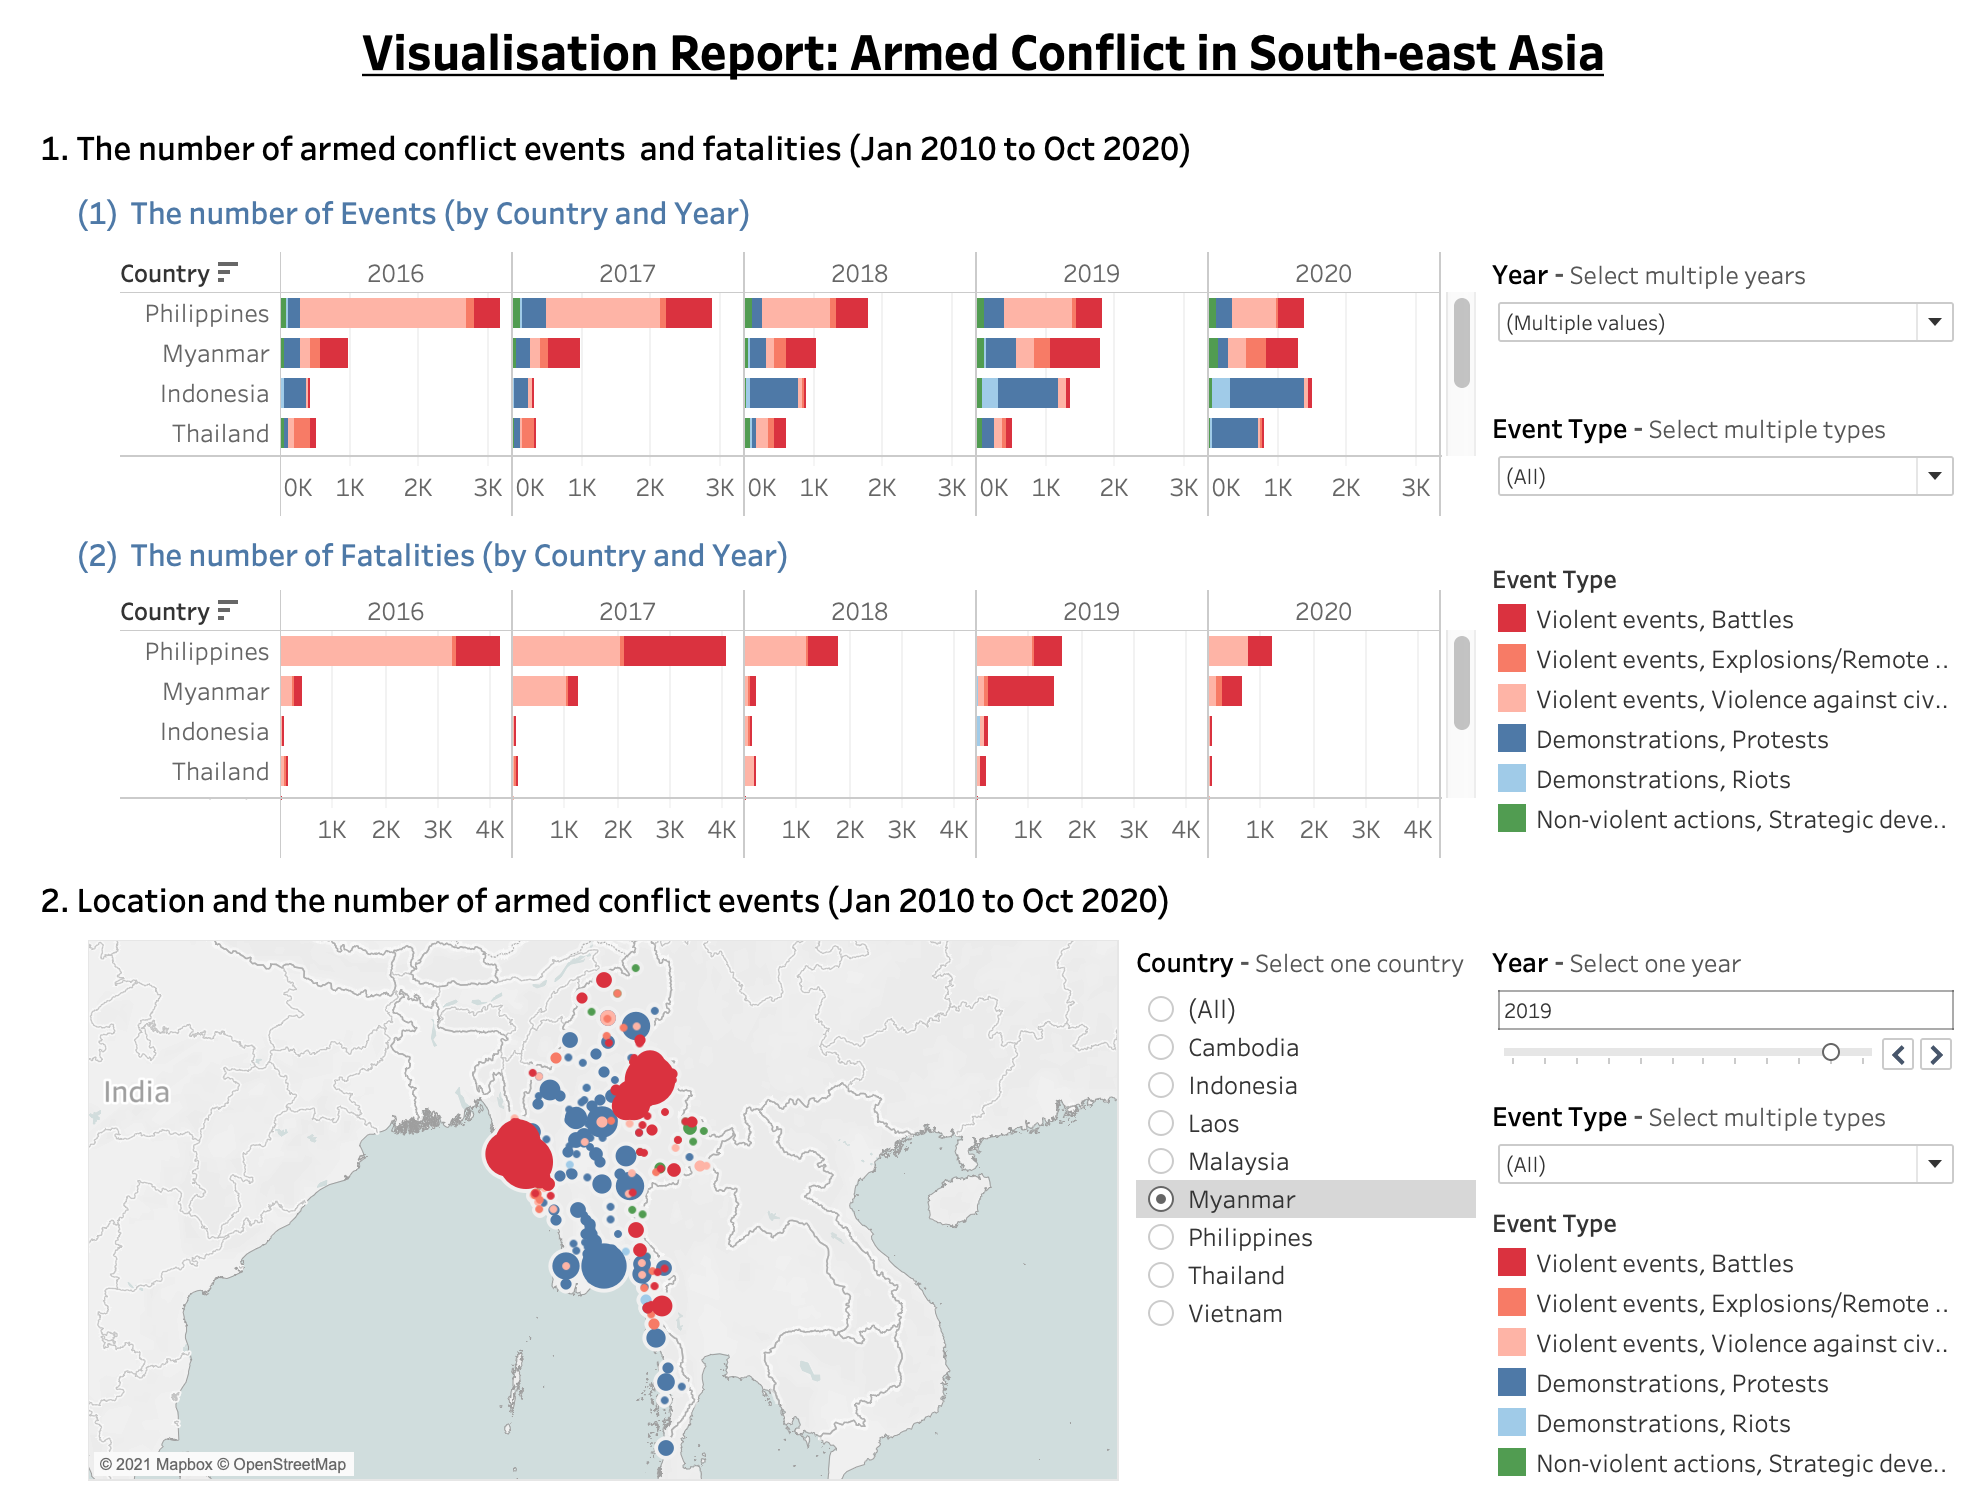 Visualisation Report: Armed Conflict in South-east Asia
1. The number of armed conflict events  and fatalities (Jan 2010 to Oct 2020)
(1) The number of Events (by Country and Year)
Country 2016 2017 2018 2019 2020
Philippines
Myanmar
Indonesia
Thailand
0K 1K 2K 3K 0K 1K 2K 3K 0K 1K 2K 3K 0K 1K 2K 3K 0K 1K 2K 3K
Year - Select multiple years
(Multiple values)
Event Type - Select multiple types
(All)
(2) The number of Fatalities (by Country and Year)
Country 2016 2017 2018 2019 2020
Philippines
Myanmar
Indonesia
Thailand
1K 2K 3K 4K 1K 2K 3K 4K 1K 2K 3K 4K 1K 2K 3K 4K 1K 2K 3K 4K
Event Type
Violent events, Battles
Violent events, Explosions/Remote ..
Violent events, Violence against civ..
Demonstrations, Protests
Demonstrations, Riots
Non-violent actions, Strategic deve..
2. Location and the number of armed conflict events (Jan 2010 to Oct 2020)
India
© 2021 Mapbox © OpenStreetMap
Country - Select one country
(All)
Cambodia
Indonesia
Laos
Malaysia
Myanmar
Philippines
Thailand
Vietnam
Year - Select one year
2019
Event Type - Select multiple types
(All)
Event Type
Violent events, Battles
Violent events, Explosions/Remote ..
Violent events, Violence against civ..
Demonstrations, Protests
Demonstrations, Riots
Non-violent actions, Strategic deve..